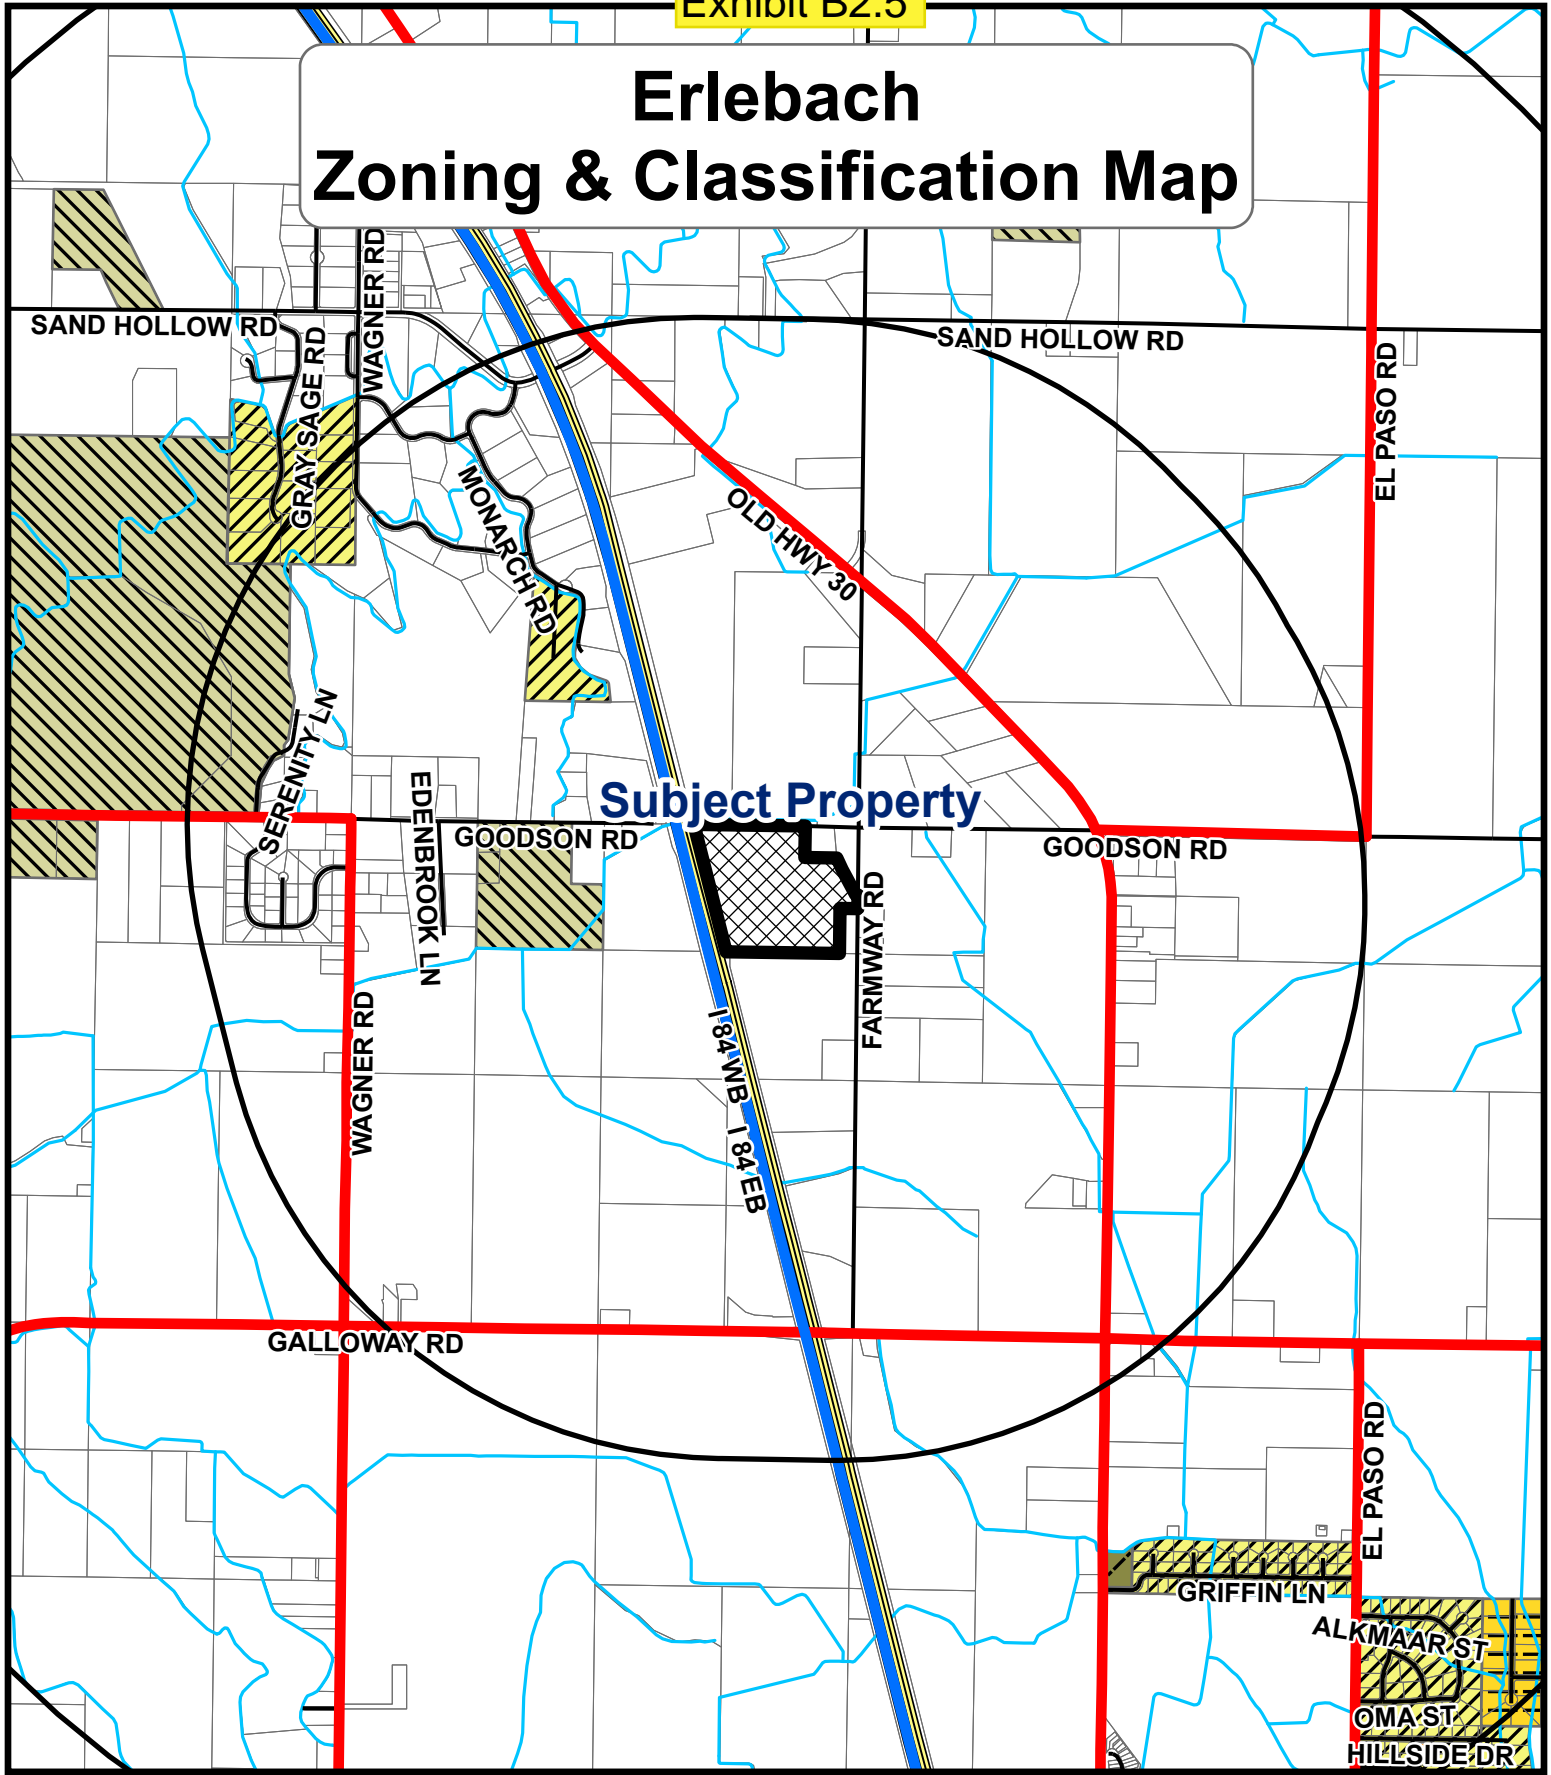 Exhibit B2.5
Erlebach
Zoning & Classification Map
WAGNER RD
SAND HOLLOW RD
SAND HOLLOW RD
GRAY SAGE RD
EL PASO RD
MONARCH RD
OLD HWY 30
SERENITY LN
EDENBROOK LN
Subject Property
GOODSON RD
GOODSON RD
FARMWAY RD
WAGNER RD
I 84 WB
I 84 EB
GALLOWAY RD
EL PASO RD
GRIFFIN LN
ALKMAAR ST
OMA ST
HILLSIDE DR